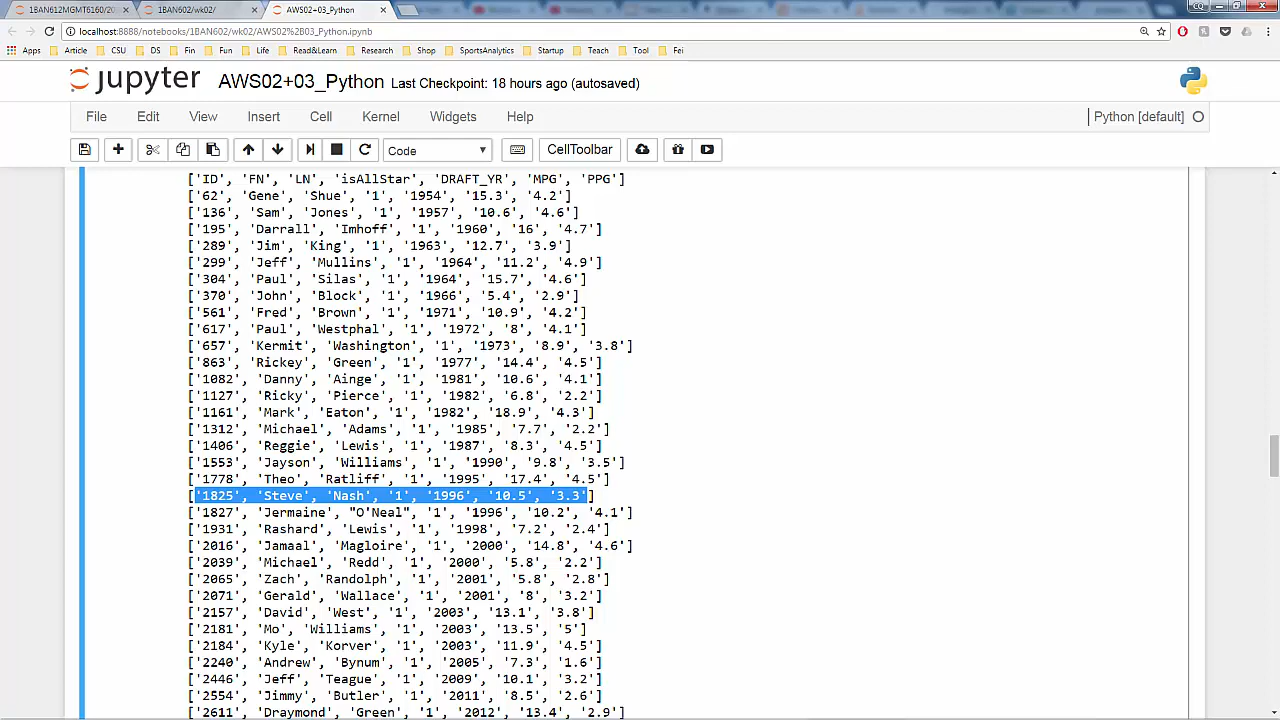 1BAN612MGMT6160/20 1BAN602/wk02/ AWS02+03_Python
localhost:8888/notebooks/1BAN602/wk02/AWS02%2B03_Python.ipynb
Apps Article CSU DS Fin Fun Life Read&Learn Research Shop SportsAnalytics Startup Teach Tool Fei
jupyter AWS02+03_Python Last Checkpoint: 18 hours ago (autosaved)
File Edit View Insert Cell Kernel Widgets Help Python [default]
Code CellToolbar
['ID', 'FN', 'LN', 'isAllStar', 'DRAFT_YR', 'MPG', 'PPG']
['62', 'Gene', 'Shue', '1', '1954', '15.3', '4.2']
['136', 'Sam', 'Jones', '1', '1957', '10.6', '4.6']
['195', 'Darrall', 'Imhoff', '1', '1960', '16', '4.7']
['289', 'Jim', 'King', '1', '1963', '12.7', '3.9']
['299', 'Jeff', 'Mullins', '1', '1964', '11.2', '4.9']
['304', 'Paul', 'Silas', '1', '1964', '15.7', '4.6']
['370', 'John', 'Block', '1', '1966', '5.4', '2.9']
['561', 'Fred', 'Brown', '1', '1971', '10.9', '4.2']
['617', 'Paul', 'Westphal', '1', '1972', '8', '4.1']
['657', 'Kermit', 'Washington', '1', '1973', '8.9', '3.8']
['863', 'Rickey', 'Green', '1', '1977', '14.4', '4.5']
['1082', 'Danny', 'Ainge', '1', '1981', '10.6', '4.1']
['1127', 'Ricky', 'Pierce', '1', '1982', '6.8', '2.2']
['1161', 'Mark', 'Eaton', '1', '1982', '18.9', '4.3']
['1312', 'Michael', 'Adams', '1', '1985', '7.7', '2.2']
['1406', 'Reggie', 'Lewis', '1', '1987', '8.3', '4.5']
['1553', 'Jayson', 'Williams', '1', '1990', '9.8', '3.5']
['1778', 'Theo', 'Ratliff', '1', '1995', '17.4', '4.5']
['1825', 'Steve', 'Nash', '1', '1996', '10.5', '3.3']
['1827', 'Jermaine', "O'Neal", '1', '1996', '10.2', '4.1']
['1931', 'Rashard', 'Lewis', '1', '1998', '7.2', '2.4']
['2016', 'Jamaal', 'Magloire', '1', '2000', '14.8', '4.6']
['2039', 'Michael', 'Redd', '1', '2000', '5.8', '2.2']
['2065', 'Zach', 'Randolph', '1', '2001', '5.8', '2.8']
['2071', 'Gerald', 'Wallace', '1', '2001', '8', '3.2']
['2157', 'David', 'West', '1', '2003', '13.1', '3.8']
['2181', 'Mo', 'Williams', '1', '2003', '13.5', '5']
['2184', 'Kyle', 'Korver', '1', '2003', '11.9', '4.5']
['2240', 'Andrew', 'Bynum', '1', '2005', '7.3', '1.6']
['2446', 'Jeff', 'Teague', '1', '2009', '10.1', '3.2']
['2554', 'Jimmy', 'Butler', '1', '2011', '8.5', '2.6']
['2611', 'Draymond', 'Green', '1', '2012', '13.4', '2.9']